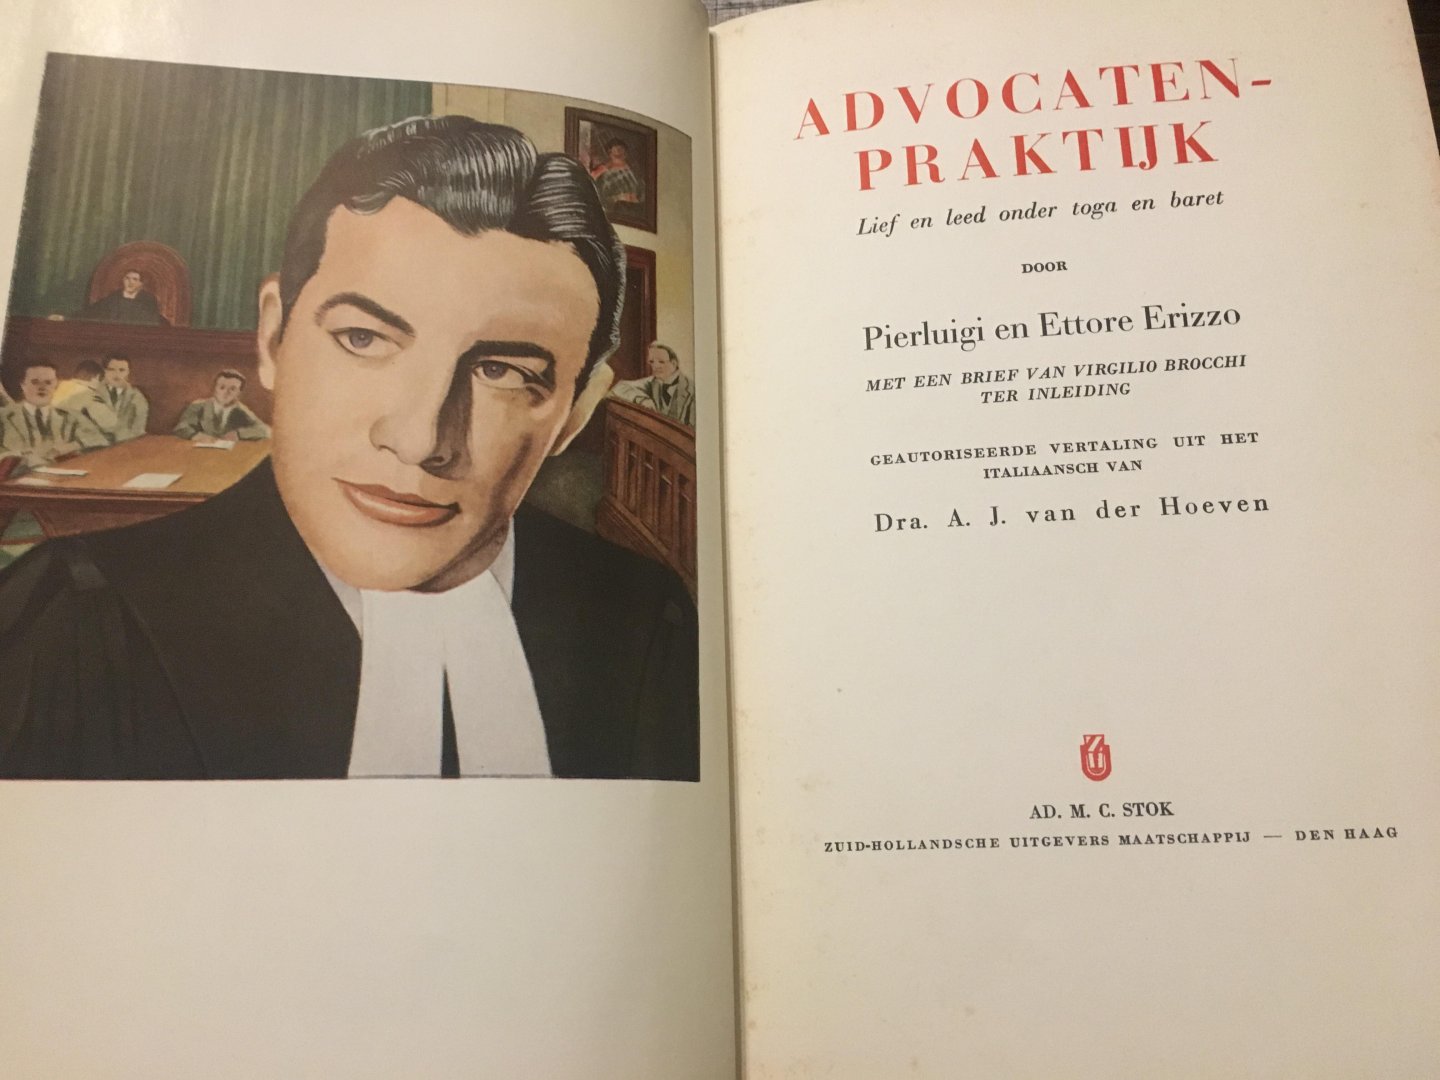 ADVOCATEN-
PRAKTIJK
Lief en leed onder toga en baret
DOOR
Pierluigi en Ettore Erizzo
MET EEN BRIEF VAN VIRGILIO BROCCHI
TER INLEIDING
GEAUTORISEERDE VERTALING UIT HET
ITALIAANSCH VAN
Dra. A. J. van der Hoeven
AD. M. C. STOK
ZUID-HOLLANDSCHE UITGEVERS MAATSCHAPPIJ — DEN HAAG